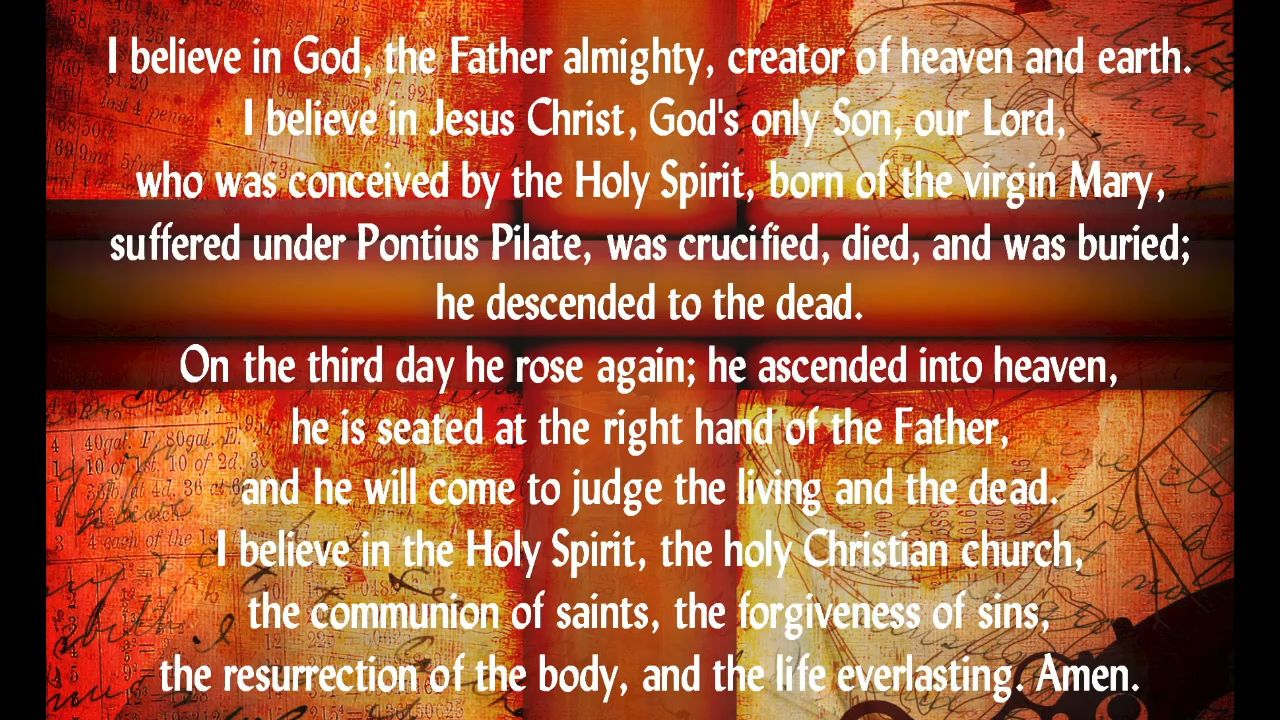 I believe in God, the Father almighty, creator of heaven and earth.
I believe in Jesus Christ, God's only Son, our Lord,
who was conceived by the Holy Spirit, born of the virgin Mary,
suffered under Pontius Pilate, was crucified, died, and was buried;
he descended to the dead.
On the third day he rose again; he ascended into heaven,
he is seated at the right hand of the Father,
and he will come to judge the living and the dead.
I believe in the Holy Spirit, the holy Christian church,
the communion of saints, the forgiveness of sins,
the resurrection of the body, and the life everlasting. Amen.